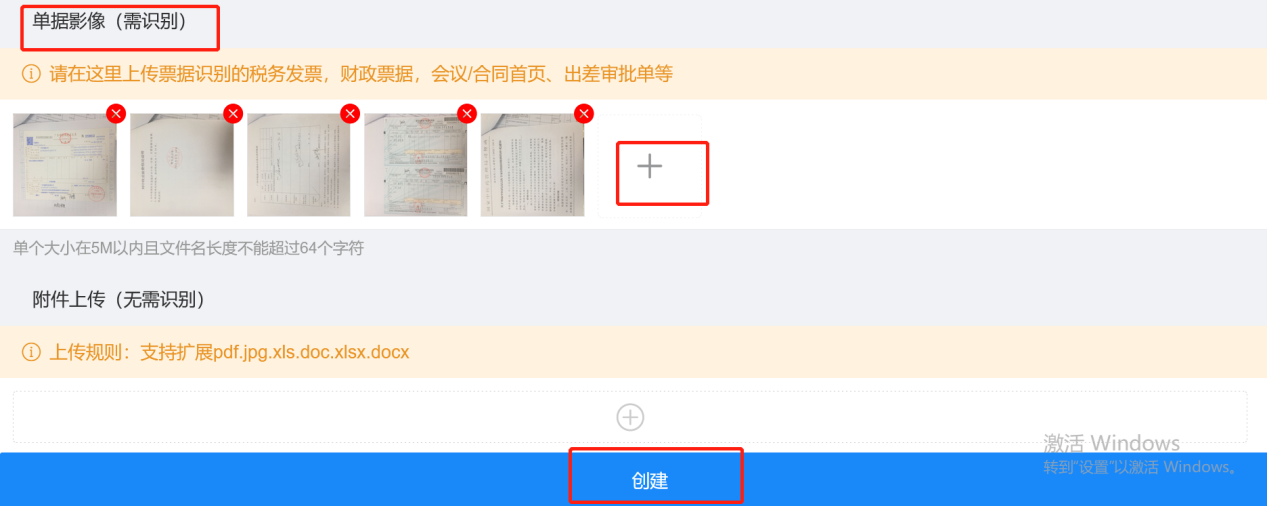 单据影像（需识别）
请在这里上传票据识别的税务发票，财政票据，会议/合同首页、出差审批单等
单个大小在5M以内且文件名长度不能超过64个字符
附件上传（无需识别）
上传规则：支持扩展pdf.jpg.xls.doc.xlsx.docx
激活 Windows
转到"设置"以激活 Windows。
创建